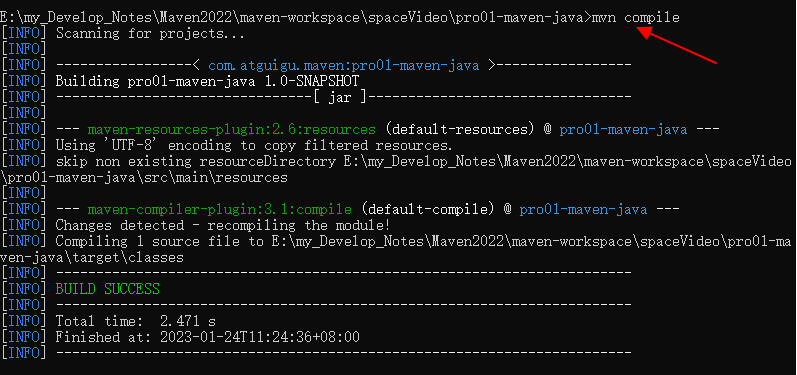 E:\my_Develop_Notes\Maven2022\maven-workspace\spaceVideo\pro01-maven-java>mvn compile
[INFO] Scanning for projects...
[INFO]
[INFO] -----------------< com.atguigu.maven:pro01-maven-java >-----------------
[INFO] Building pro01-maven-java 1.0-SNAPSHOT
[INFO] --------------------------------[ jar ]---------------------------------
[INFO]
[INFO] --- maven-resources-plugin:2.6:resources (default-resources) @ pro01-maven-java ---
[INFO] Using 'UTF-8' encoding to copy filtered resources.
[INFO] skip non existing resourceDirectory E:\my_Develop_Notes\Maven2022\maven-workspace\spaceVideo
\pro01-maven-java\src\main\resources
[INFO]
[INFO] --- maven-compiler-plugin:3.1:compile (default-compile) @ pro01-maven-java ---
[INFO] Changes detected - recompiling the module!
[INFO] Compiling 1 source file to E:\my_Develop_Notes\Maven2022\maven-workspace\spaceVideo\pro01-ma
ven-java\target\classes
[INFO] ------------------------------------------------------------------------
[INFO] BUILD SUCCESS
[INFO] ------------------------------------------------------------------------
[INFO] Total time:  2.471 s
[INFO] Finished at: 2023-01-24T11:24:36+08:00
[INFO] ------------------------------------------------------------------------